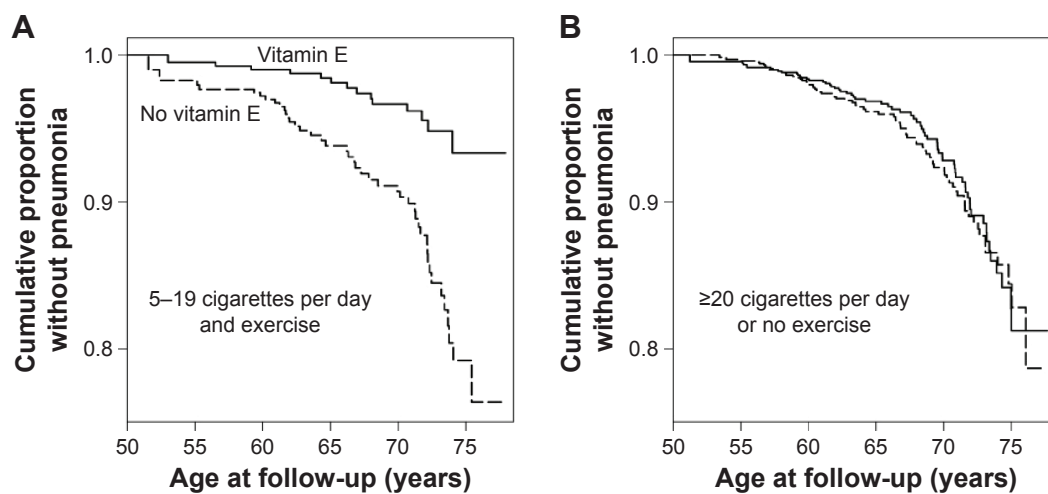 A
Cumulative proportion
without pneumonia
1.0
0.9
0.8
Vitamin E
No vitamin E
5–19 cigarettes per day
and exercise
50 55 60 65 70 75
Age at follow-up (years)
B
Cumulative proportion
without pneumonia
1.0
0.9
0.8
≥20 cigarettes per day
or no exercise
50 55 60 65 70 75
Age at follow-up (years)